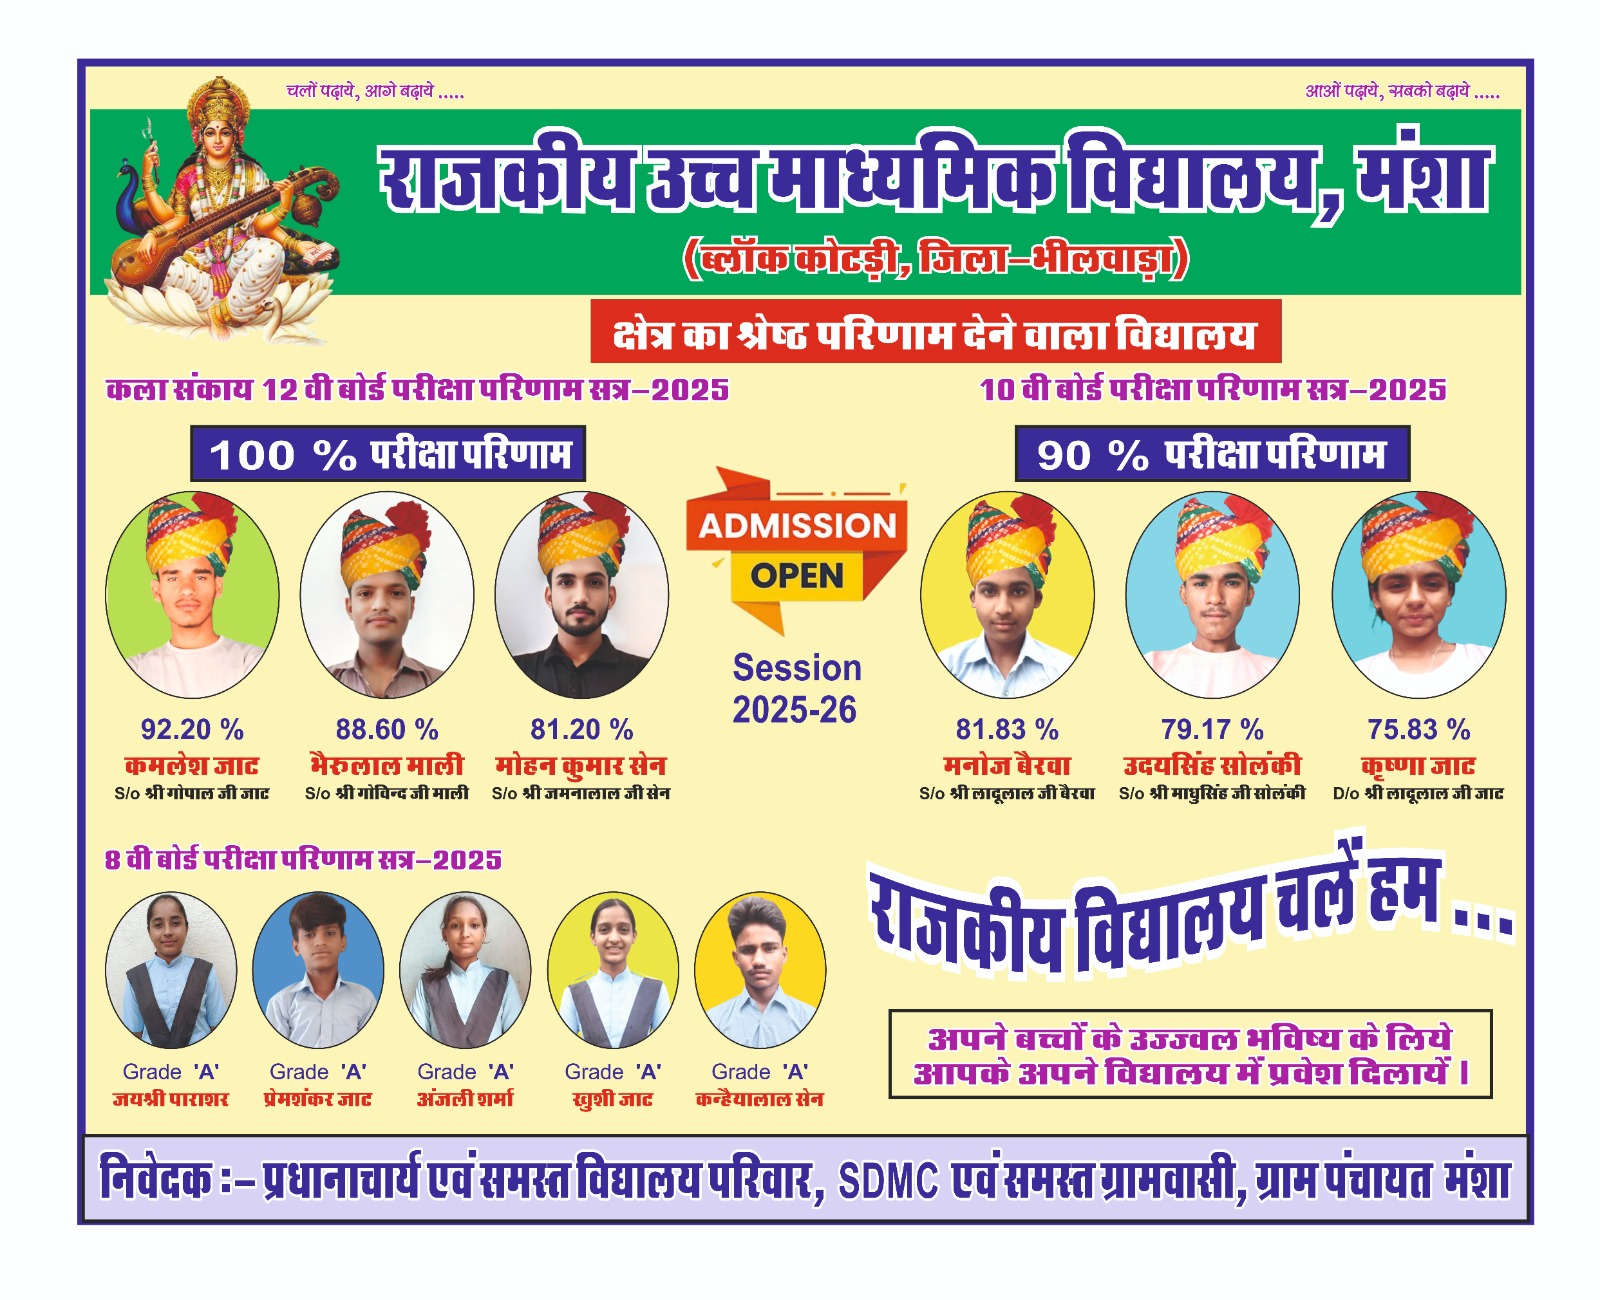 चलों पढ़ाये, आगे बढ़ाये .....
आओं पढ़ाये, सबको बढ़ाये .....
राजकीय उच्च माध्यमिक विद्यालय, मंशा
(ब्लॉक कोटड़ी, जिला–भीलवाड़ा)
क्षेत्र का श्रेष्ठ परिणाम देने वाला विद्यालय
कला संकाय 12 वी बोर्ड परीक्षा परिणाम सत्र–2025
100 % परीक्षा परिणाम
92.20 %
कमलेश जाट
S/o श्री गोपाल जी जाट
88.60 %
भैरुलाल माली
S/o श्री गोविन्द जी माली
81.20 %
मोहन कुमार सेन
S/o श्री जमनालाल जी सेन
ADMISSION
OPEN
Session
2025-26
10 वी बोर्ड परीक्षा परिणाम सत्र–2025
90 % परीक्षा परिणाम
81.83 %
मनोज बैरवा
S/o श्री लादूलाल जी बैरवा
79.17 %
उदयसिंह सोलंकी
S/o श्री माधुसिंह जी सोलंकी
75.83 %
कृष्णा जाट
D/o श्री लादूलाल जी जाट
8 वी बोर्ड परीक्षा परिणाम सत्र–2025
Grade 'A'
जयश्री पाराशर
Grade 'A'
प्रेमशंकर जाट
Grade 'A'
अंजली शर्मा
Grade 'A'
खुशी जाट
Grade 'A'
कन्हैयालाल सेन
राजकीय विद्यालय चलें हम ...
अपने बच्चों के उज्ज्वल भविष्य के लिये
आपके अपने विद्यालय में प्रवेश दिलायें ।
निवेदक :– प्रधानाचार्य एवं समस्त विद्यालय परिवार, SDMC एवं समस्त ग्रामवासी, ग्राम पंचायत मंशा